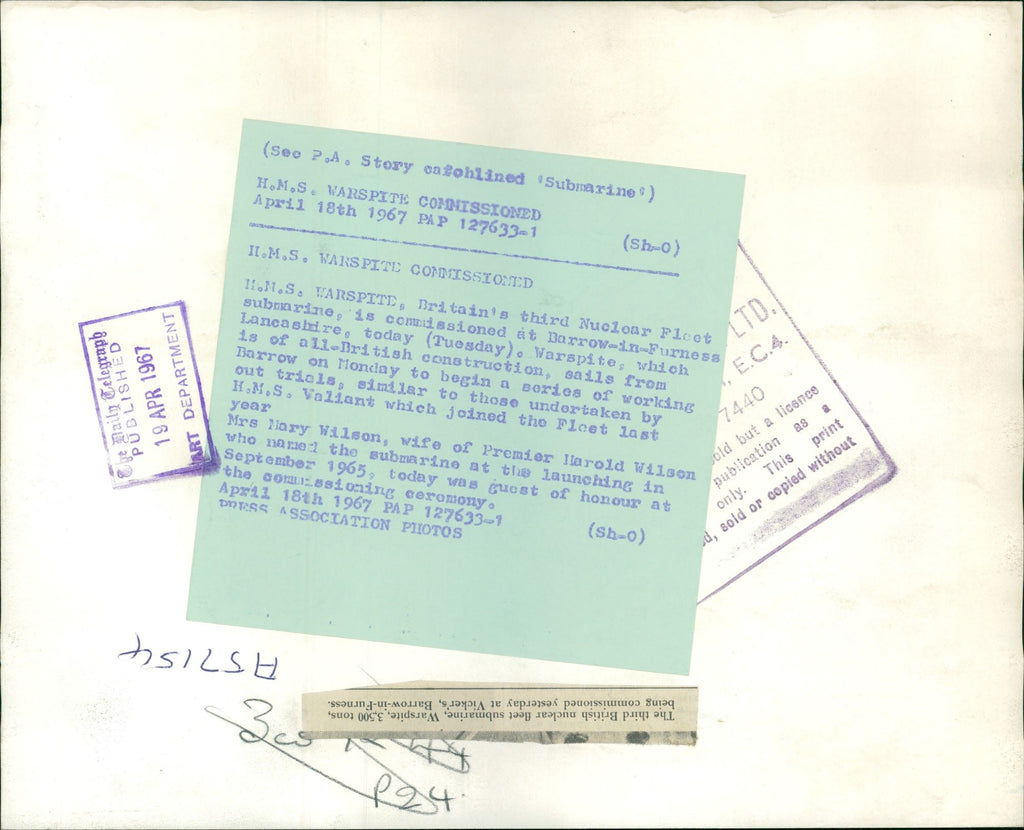 (See P.A. Story catchlined 'Submarine')
H.M.S. WARSPITE COMMISSIONED
April 18th 1967 PAP 127633-1
(Sh-O)
H.M.S. WARSPITE COMMISSIONED
H.M.S. WARSPITE, Britain's third Nuclear Fleet
submarine, is commissioned at Barrow-in-Furness
Lancashire, today (Tuesday). Warspite, which
is of all-British construction, sails from
Barrow on Monday to begin a series of working
out trials, similar to those undertaken by
H.M.S. Valiant which joined the Fleet last
year
Mrs Mary Wilson, wife of Premier Harold Wilson
who named the submarine at the launching in
September 1965, today was guest of honour at
the commissioning ceremony.
April 18th 1967 PAP 127633-1
(Sh-O)
PRESS ASSOCIATION PHOTOS
The Daily Telegraph
PUBLISHED
19 APR 1967
ART DEPARTMENT
LTD.
, E.C.4.
7440
old but a licence
publication as a
only. This print
d, sold or copied without
A57154
The third British nuclear fleet submarine, Warspite, 3,500 tons,
being commissioned yesterday at Vicker's, Barrow-in-Furness.
P24